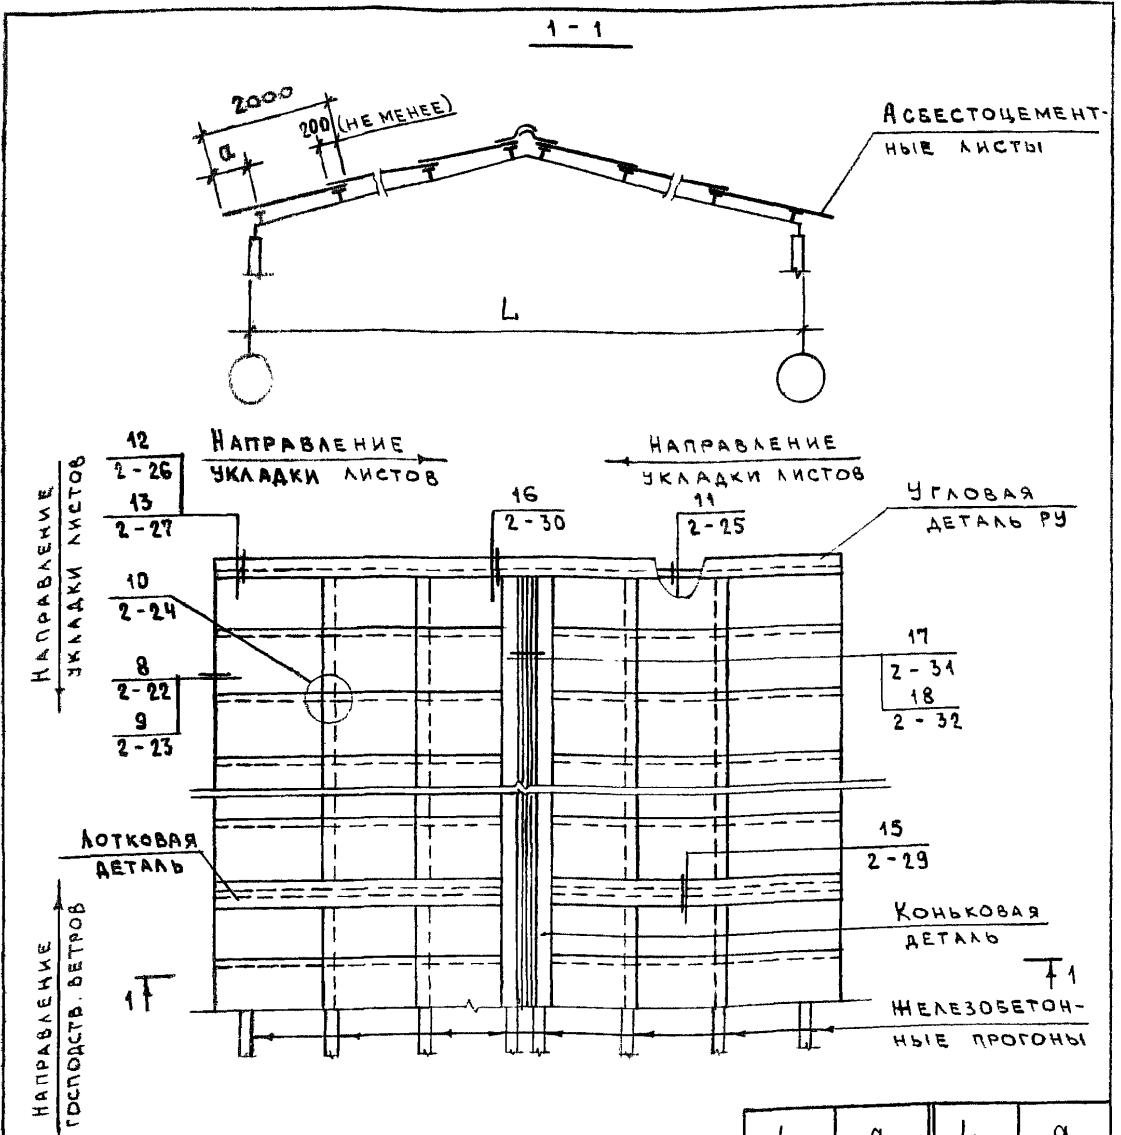 1 - 1
2000
200 (НЕ МЕНЕЕ)
a
АСБЕСТОЦЕМЕНТ-
НЫЕ ЛИСТЫ
L
12
2-26
13
2-27
НАПРАВЛЕНИЕ
УКЛАДКИ ЛИСТОВ
НАПРАВЛЕНИЕ
УКЛАДКИ ЛИСТОВ
16
2-30
11
2-25
УГЛОВАЯ
ДЕТАЛЬ РУ
НАПРАВЛЕНИЕ
УКЛАДКИ ЛИСТОВ
10
2-24
8
2-22
9
2-23
17
2-31
18
2-32
ЛОТКОВАЯ
ДЕТАЛЬ
15
2-29
КОНЬКОВАЯ
ДЕТАЛЬ
НАПРАВЛЕНИЕ
ГОСПОДСТВ. ВЕТРОВ
1
1
ЖЕЛЕЗОБЕТОН-
НЫЕ ПРОГОНЫ